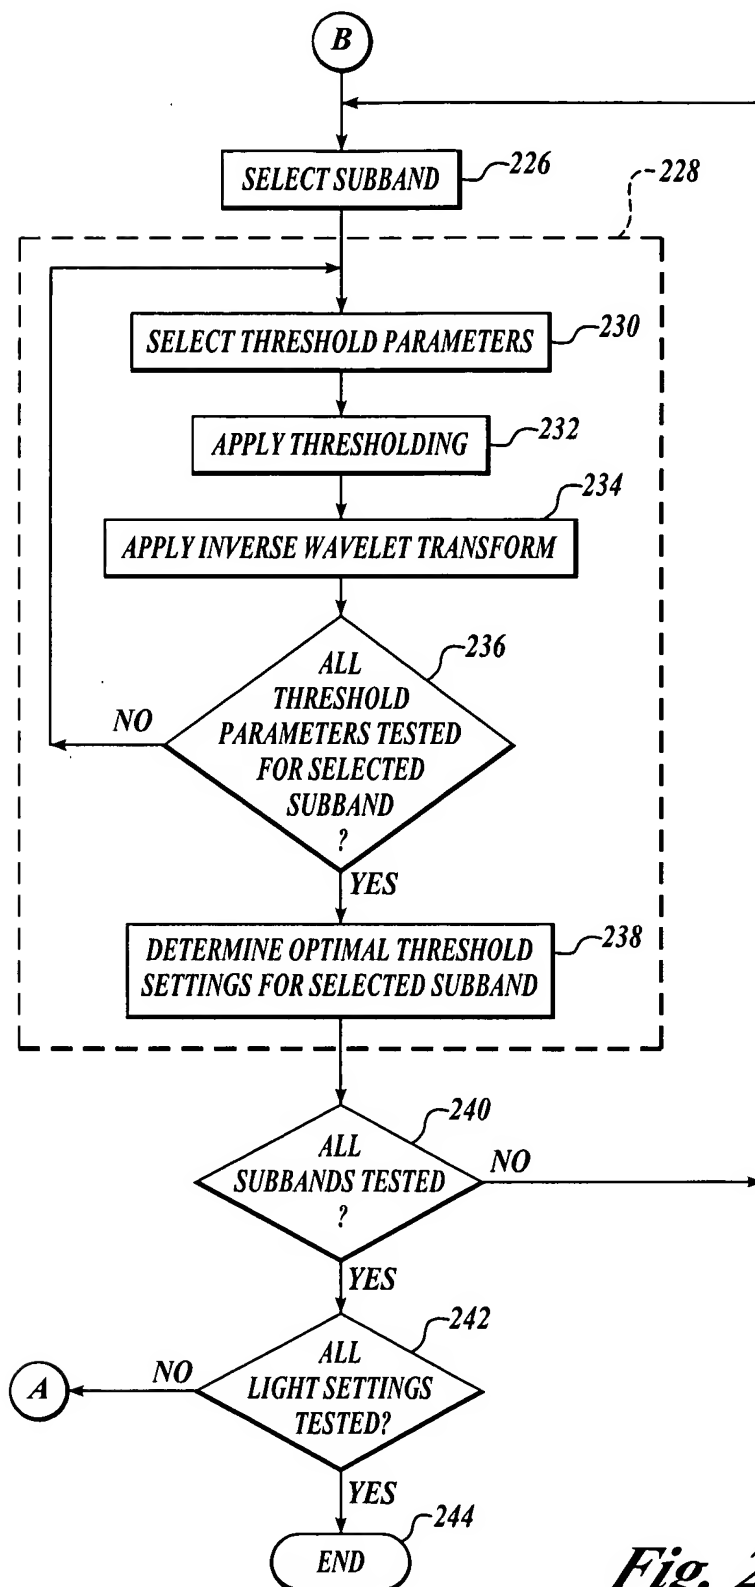 B
SELECT SUBBAND
226
228
SELECT THRESHOLD PARAMETERS
230
APPLY THRESHOLDING
232
234
APPLY INVERSE WAVELET TRANSFORM
236
ALL
THRESHOLD
PARAMETERS TESTED
FOR SELECTED
SUBBAND
?
NO
YES
DETERMINE OPTIMAL THRESHOLD
SETTINGS FOR SELECTED SUBBAND
238
240
ALL
SUBBANDS TESTED
?
NO
YES
242
ALL
LIGHT SETTINGS
TESTED?
NO
A
YES
244
END
Fig. 2